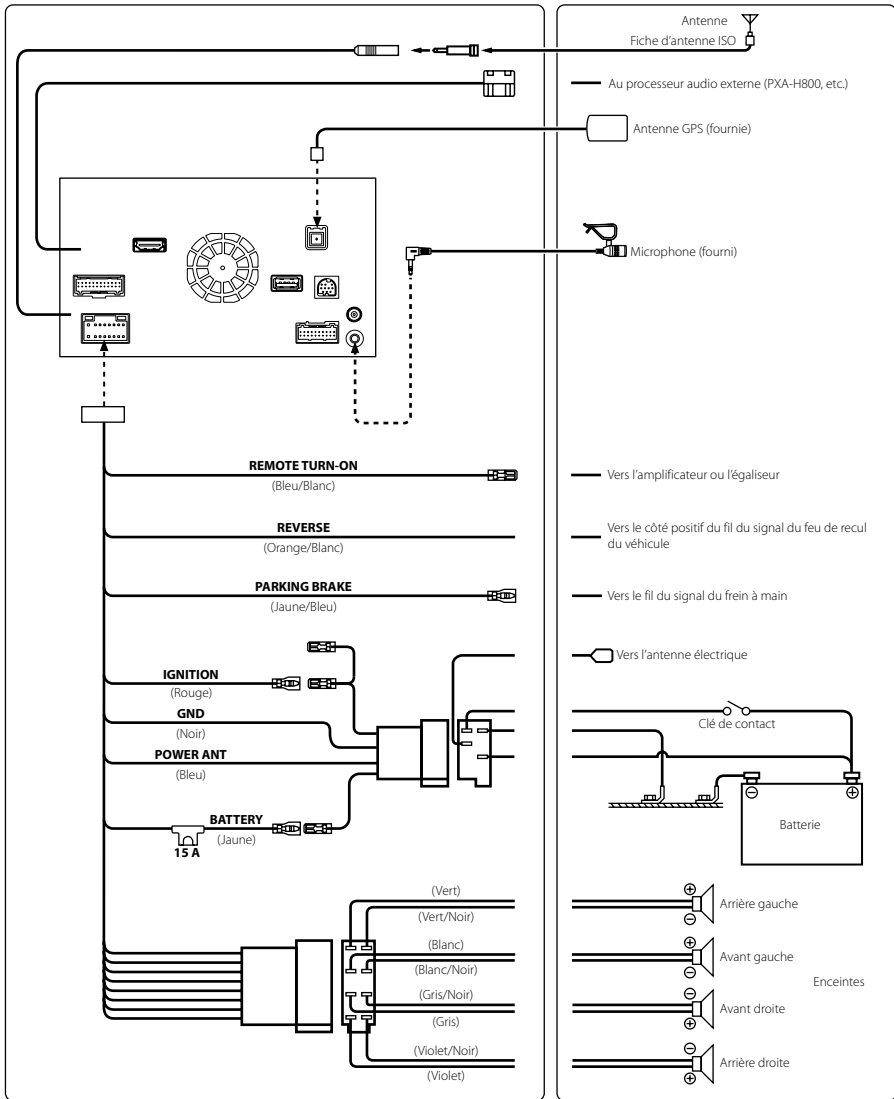 Antenne
Fiche d'antenne ISO
Au processeur audio externe (PXA-H800, etc.)
Antenne GPS (fournie)
Microphone (fourni)
REMOTE TURN-ON
(Bleu/Blanc)
Vers l'amplificateur ou l'égaliseur
REVERSE
(Orange/Blanc)
Vers le côté positif du fil du signal du feu de recul
du véhicule
PARKING BRAKE
(Jaune/Bleu)
Vers le fil du signal du frein à main
Vers l'antenne électrique
IGNITION
(Rouge)
GND
(Noir)
Clé de contact
POWER ANT
(Bleu)
BATTERY
(Jaune)
15 A
Batterie
(Vert)
(Vert/Noir)
Arrière gauche
(Blanc)
(Blanc/Noir)
Avant gauche
Enceintes
(Gris/Noir)
(Gris)
Avant droite
(Violet/Noir)
(Violet)
Arrière droite